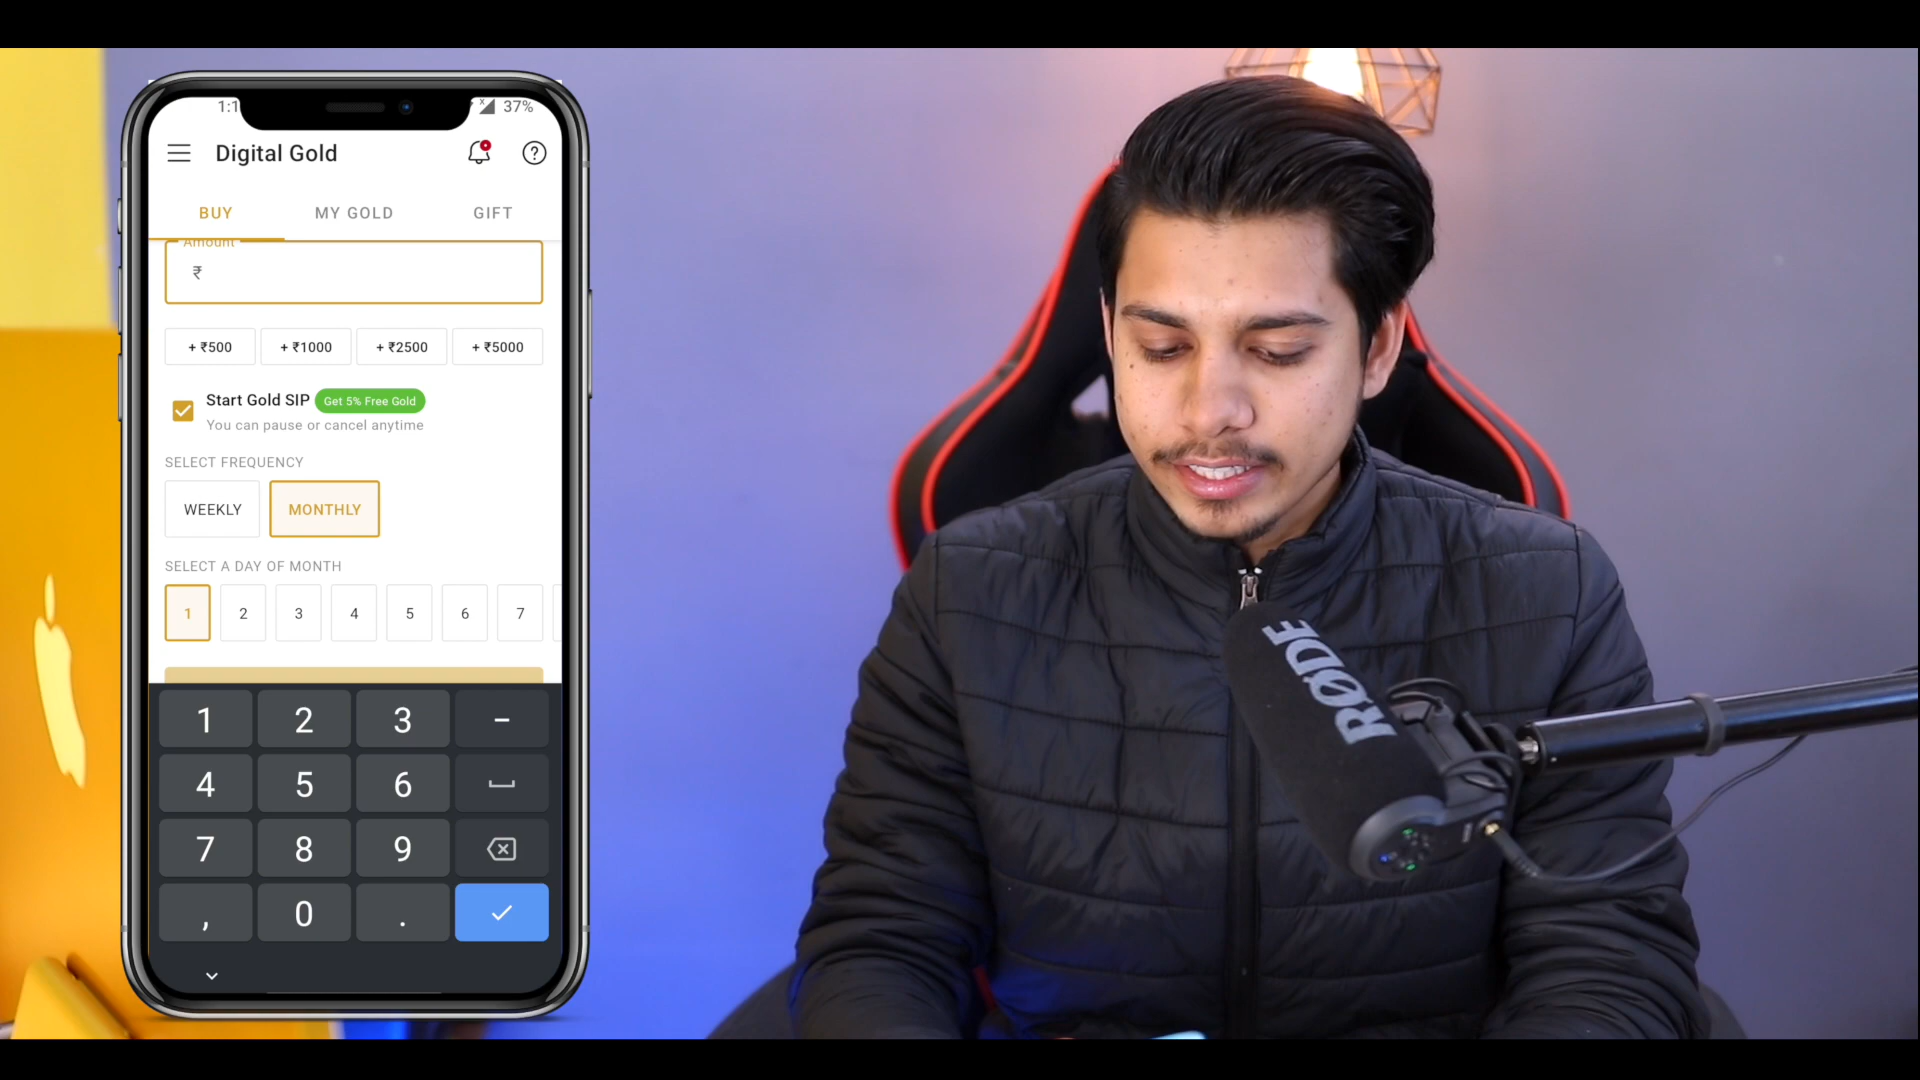 1:1
37%
Digital Gold
BUY
MY GOLD
GIFT
Amount
₹
+ ₹500
+ ₹1000
+ ₹2500
+ ₹5000
Start Gold SIP
Get 5% Free Gold
You can pause or cancel anytime
SELECT FREQUENCY
WEEKLY
MONTHLY
SELECT A DAY OF MONTH
1 2 3 4 5 6 7
1 2 3 -
4 5 6
7 8 9
, 0 .
RØDE